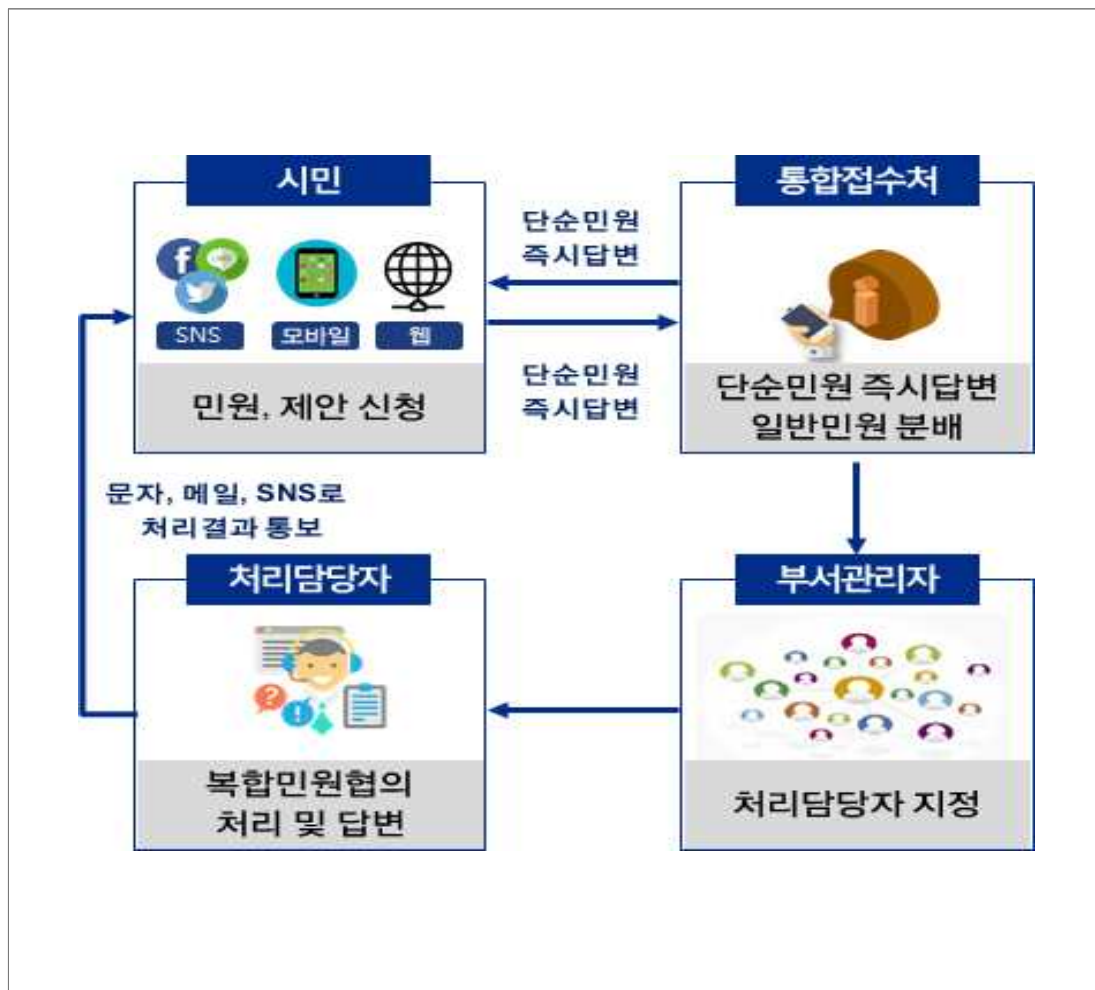 시민
SNS
모바일
웹
민원, 제안 신청
단순민원
즉시답변
단순민원
즉시답변
통합접수처
단순민원 즉시답변
일반민원 분배
문자, 메일, SNS로
처리결과 통보
처리담당자
복합민원협의
처리 및 답변
부서관리자
처리담당자 지정